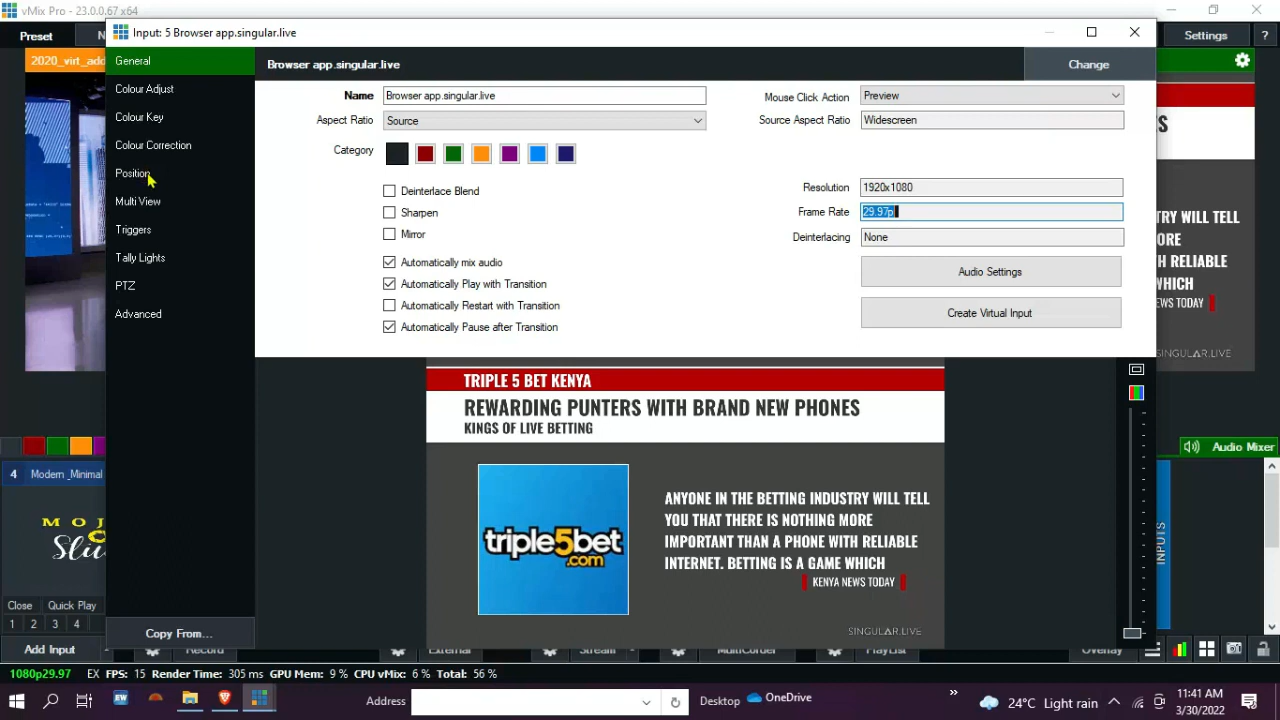 vMix Pro - 23.0.0.67 x64
Preset
Settings
?
2020_virt_add
Input: 5 Browser app.singular.live
General
Colour Adjust
Colour Key
Colour Correction
Position
Multi View
Triggers
Tally Lights
PTZ
Advanced
Copy From...
Browser app.singular.live
Change
Name
Browser app.singular.live
Aspect Ratio
Source
Category
Deinterlace Blend
Sharpen
Mirror
Automatically mix audio
Automatically Play with Transition
Automatically Restart with Transition
Automatically Pause after Transition
Mouse Click Action
Preview
Source Aspect Ratio
Widescreen
Resolution
1920x1080
Frame Rate
29.97p
Deinterlacing
None
Audio Settings
Create Virtual Input
TRIPLE 5 BET KENYA
REWARDING PUNTERS WITH BRAND NEW PHONES
KINGS OF LIVE BETTING
triple5bet
.com
ANYONE IN THE BETTING INDUSTRY WILL TELL
YOU THAT THERE IS NOTHING MORE
IMPORTANT THAN A PHONE WITH RELIABLE
INTERNET. BETTING IS A GAME WHICH
KENYA NEWS TODAY
SINGULAR.LIVE
S
STRY WILL TELL
ORE
H RELIABLE
WHICH
NEWS TODAY
SINGULAR.LIVE
Audio Mixer
4 Modern_Minimal
M O J
Slu
INPUTS
Close Quick Play
1 2 3 4
Add Input
Record
External
Stream
MultiCorder
PlayList
Overlay
1080p29.97 EX FPS: 15 Render Time: 305 ms GPU Mem: 9 % CPU vMix: 6 % Total: 56 %
Address
Desktop
OneDrive
24°C Light rain
11:41 AM
3/30/2022